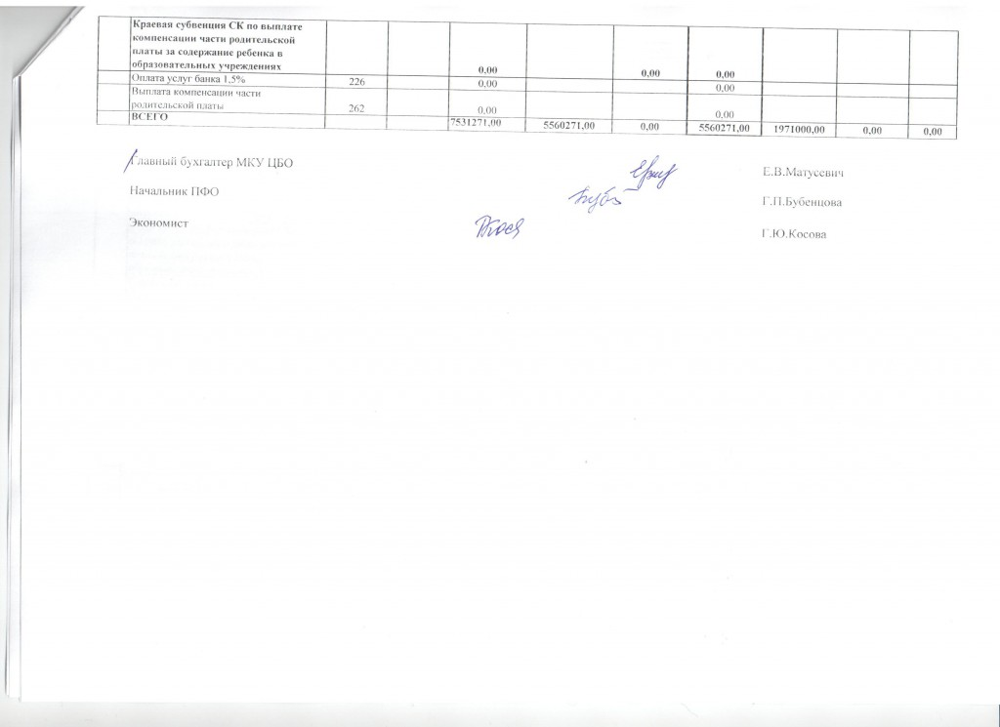 Краевая субвенция СК по выплате
компенсации части родительской
платы за содержание ребенка в
образовательных учреждениях 0,00 0,00 0,00
Оплата услуг банка 1,5% 226 0,00 0,00
Выплата компенсации части
родительской платы 262 0,00 0,00
ВСЕГО 7531271,00 5560271,00 0,00 5560271,00 1971000,00 0,00 0,00
Главный бухгалтер МКУ ЦБО Е.В.Матусевич
Начальник ПФО Г.П.Бубенцова
Экономист Г.Ю.Косова